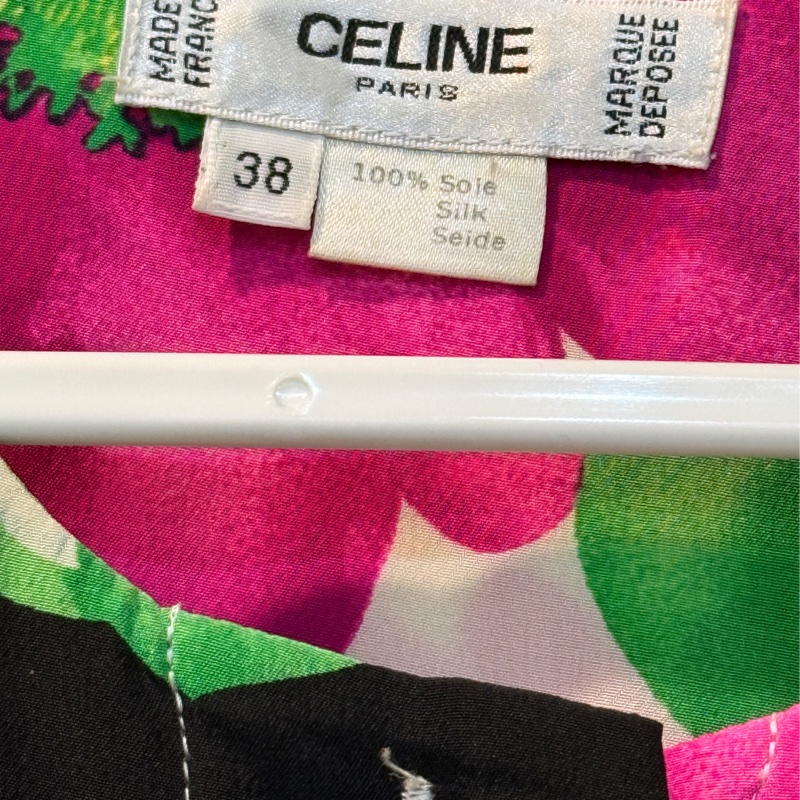 MADE
FRANC
CELINE
PARIS
MARQUE
DEPOSEE
38
100% Soie
Silk
Seide